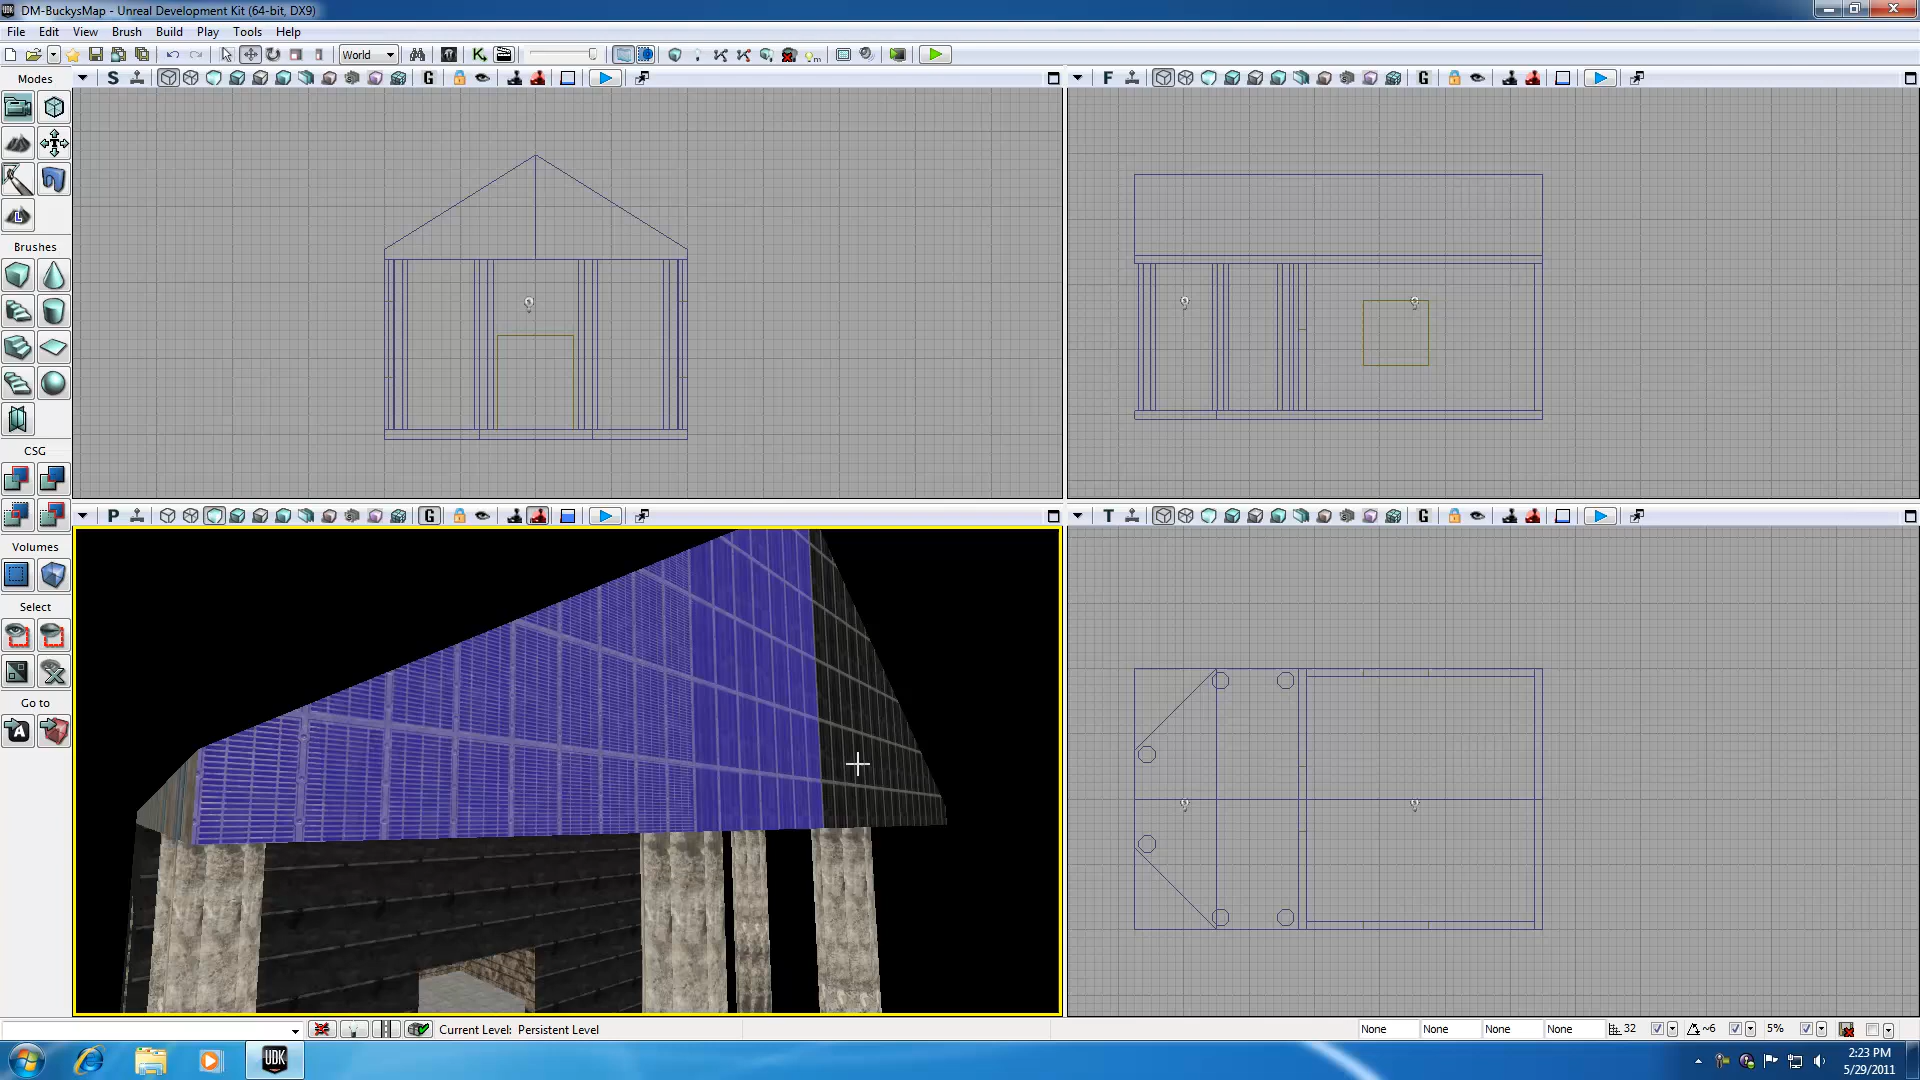 DM-BuckysMap - Unreal Development Kit (64-bit, DX9)
File Edit View Brush Build Play Tools Help
World
Modes
S
G
F
G
L
Brushes
CSG
P
G
T
G
Volumes
Select
Go to
A
Current Level: Persistent Level
None None None None 32 ~6 5%
UDK
2:23 PM
5/29/2011